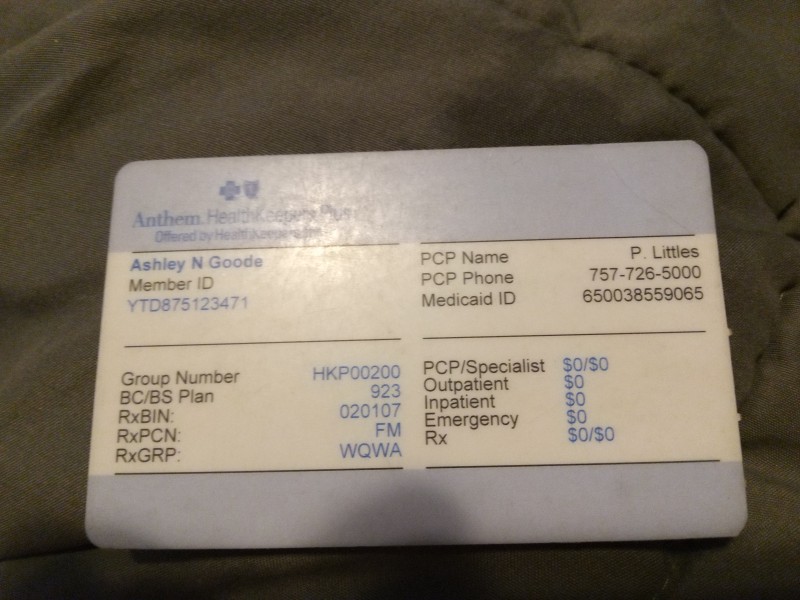 Anthem. HealthKeepers Plus
Offered by HealthKeepers
Ashley N Goode
Member ID
YTD875123471
PCP Name P. Littles
PCP Phone 757-726-5000
Medicaid ID 650038559065
Group Number HKP00200
BC/BS Plan 923
RxBIN: 020107
RxPCN: FM
RxGRP: WQWA
PCP/Specialist $0/$0
Outpatient $0
Inpatient $0
Emergency $0
Rx $0/$0